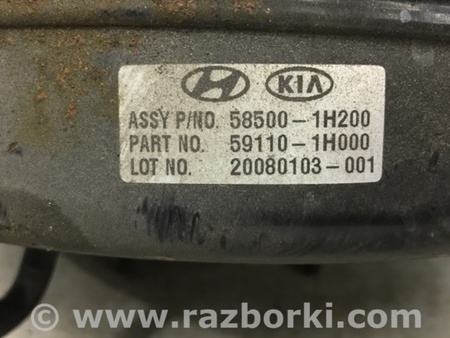 KIA
ASSY P/NO. 58500-1H200
PART NO. 59110-1H000
LOT NO. 20080103-001
www.razborki.com